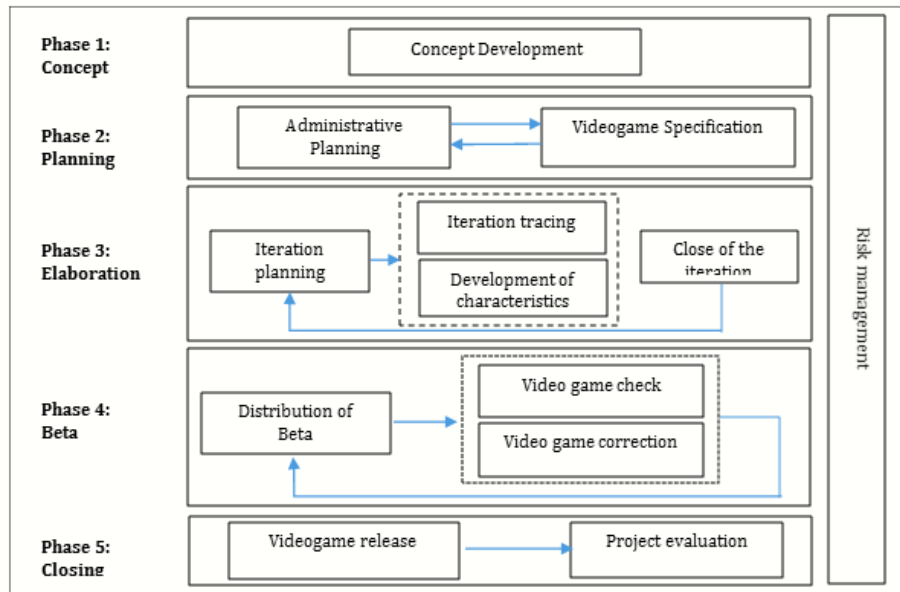 Phase 1:
Concept
Concept Development
Phase 2:
Planning
Administrative
Planning
Videogame Specification
Phase 3:
Elaboration
Iteration
planning
Iteration tracing
Development of
characteristics
Close of the
iteration
Phase 4:
Beta
Distribution of
Beta
Video game check
Video game correction
Phase 5:
Closing
Videogame release
Project evaluation
Risk management